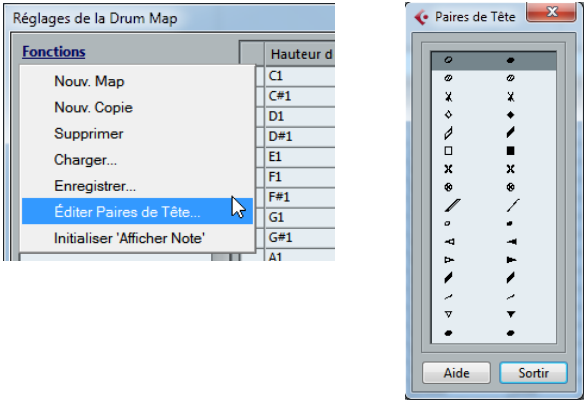 Réglages de la Drum Map
Fonctions
Hauteur d
Nouv. Map
Nouv. Copie
Supprimer
Charger...
Enregistrer...
Éditer Paires de Tête...
Initialiser 'Afficher Note'
C1
C#1
D1
D#1
E1
F1
F#1
G1
G#1
A1
Paires de Tête
Aide
Sortir